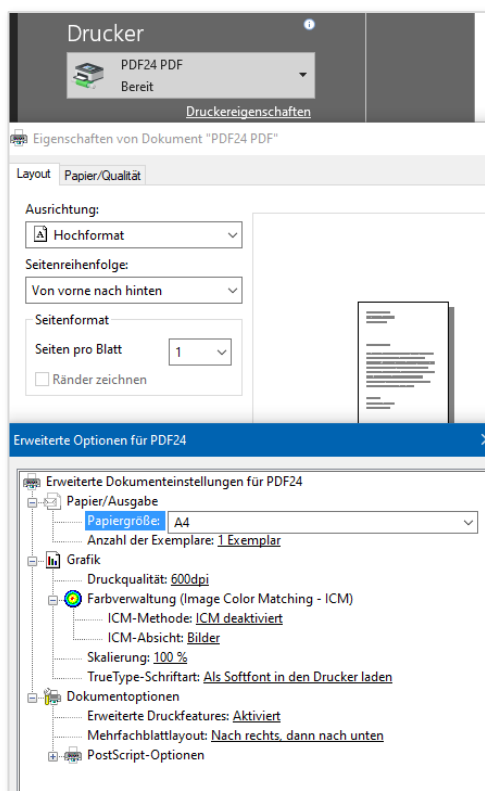 Drucker
PDF24 PDF
Bereit
Druckereigenschaften
Eigenschaften von Dokument "PDF24 PDF"
Layout Papier/Qualität
Ausrichtung:
Hochformat
Seitenreihenfolge:
Von vorne nach hinten
Seitenformat
Seiten pro Blatt 1
Ränder zeichnen
Erweiterte Optionen für PDF24
Erweiterte Dokumenteinstellungen für PDF24
Papier/Ausgabe
Papiergröße: A4
Anzahl der Exemplare: 1 Exemplar
Grafik
Druckqualität: 600dpi
Farbverwaltung (Image Color Matching - ICM)
ICM-Methode: ICM deaktiviert
ICM-Absicht: Bilder
Skalierung: 100 %
TrueType-Schriftart: Als Softfont in den Drucker laden
Dokumentoptionen
Erweiterte Druckfeatures: Aktiviert
Mehrfachblattlayout: Nach rechts, dann nach unten
PostScript-Optionen